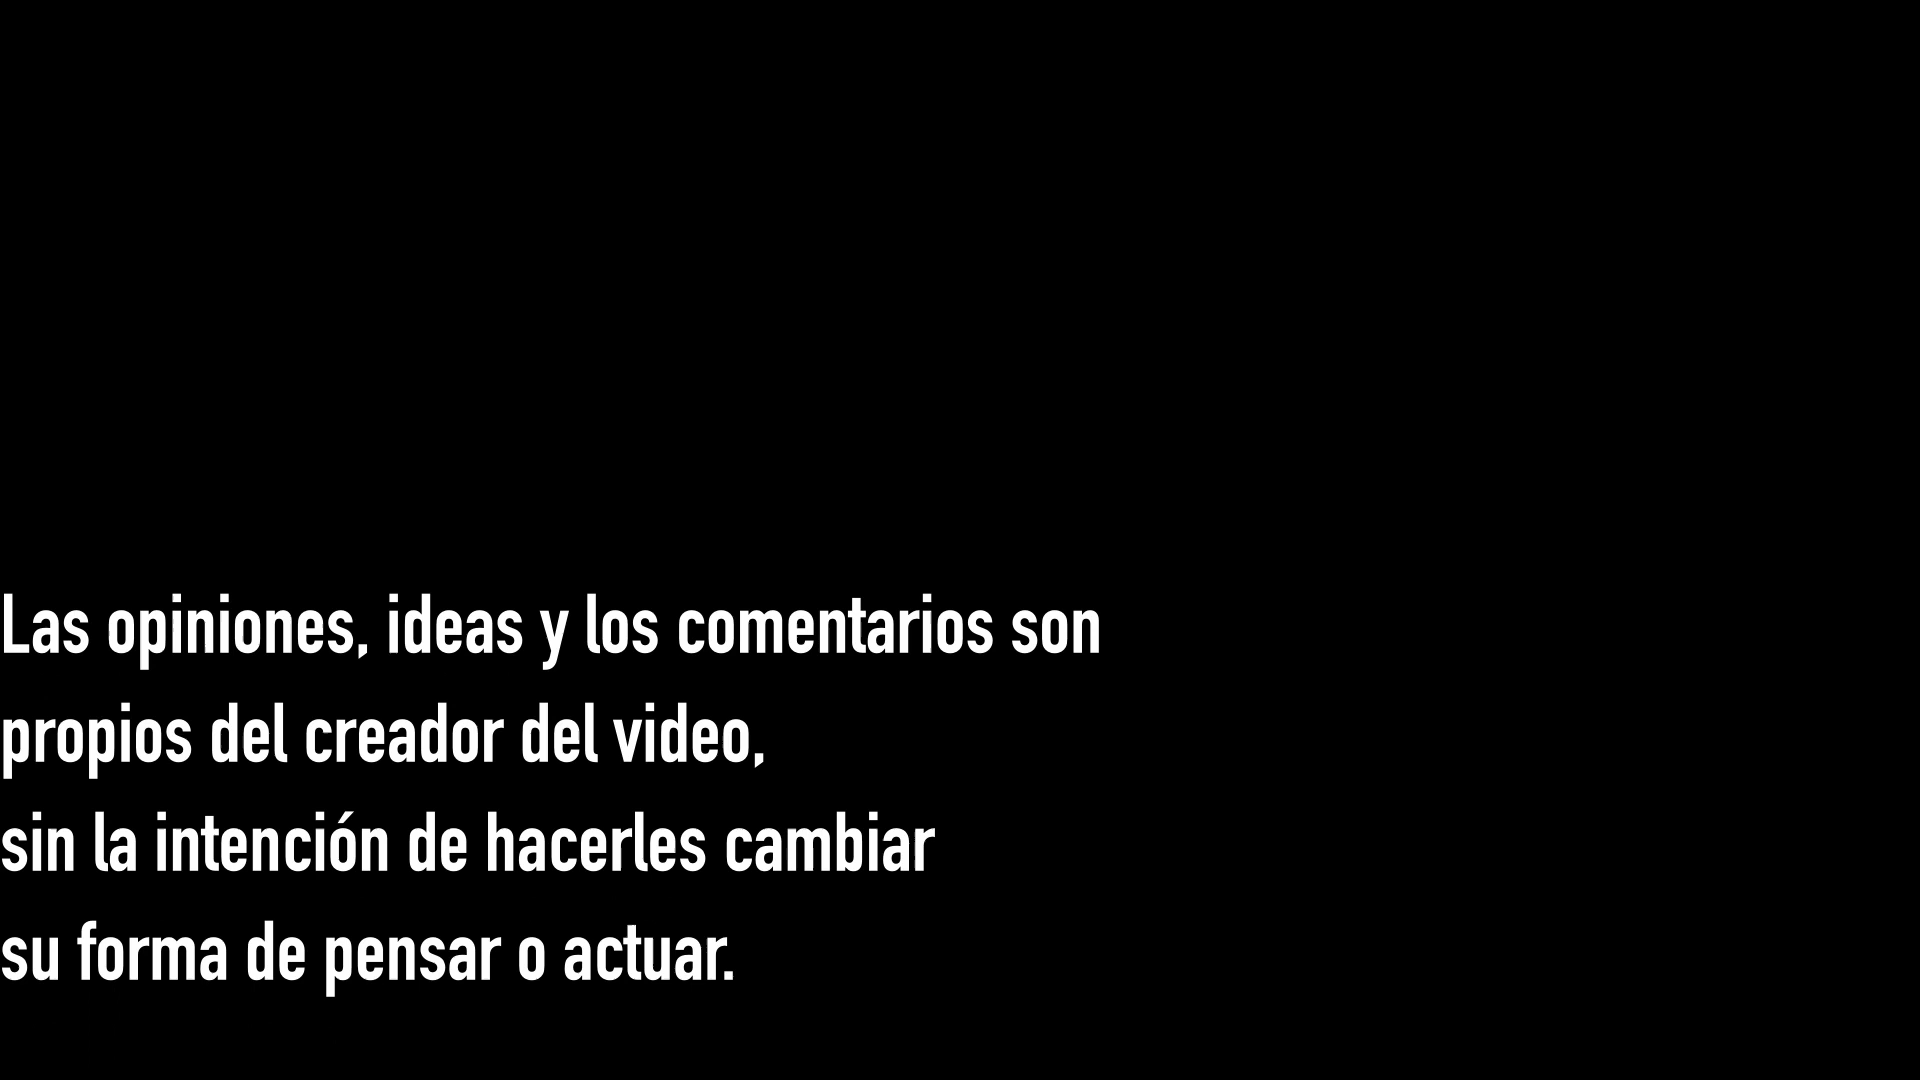 Las opiniones, ideas y los comentarios son
propios del creador del video,
sin la intención de hacerles cambiar
su forma de pensar o actuar.